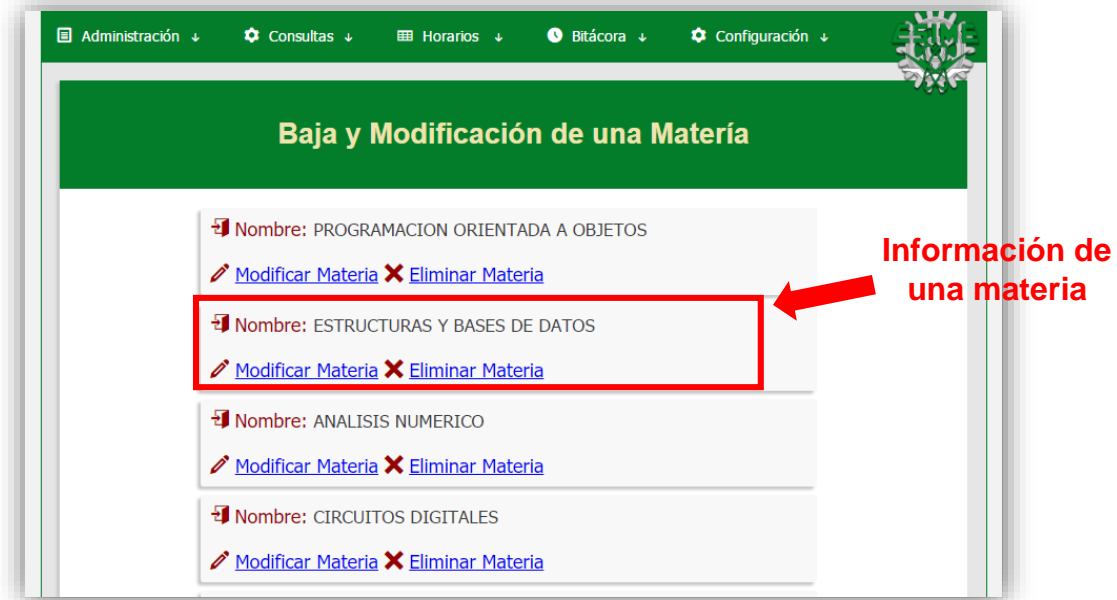 Administración ↓ Consultas ↓ Horarios ↓ Bitácora ↓ Configuración ↓
Baja y Modificación de una Matería
Nombre: PROGRAMACION ORIENTADA A OBJETOS
Modificar Materia Eliminar Materia
Nombre: ESTRUCTURAS Y BASES DE DATOS
Modificar Materia Eliminar Materia
Nombre: ANALISIS NUMERICO
Modificar Materia Eliminar Materia
Nombre: CIRCUITOS DIGITALES
Modificar Materia Eliminar Materia
Información de
una materia